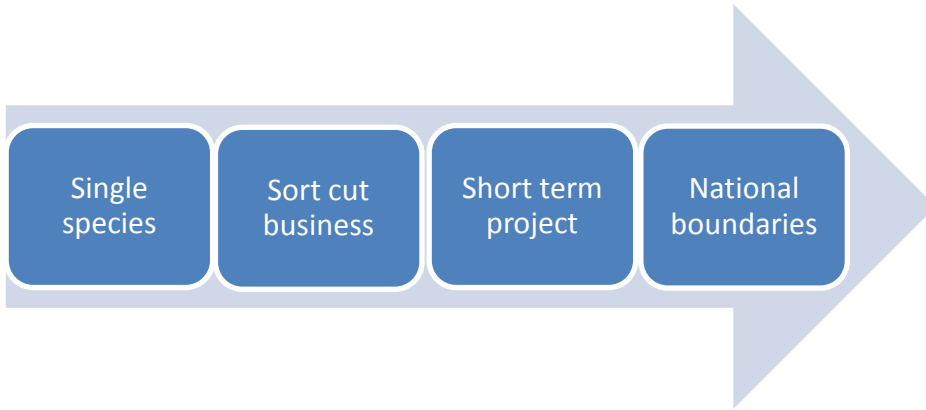 Single
species
Sort cut
business
Short term
project
National
boundaries